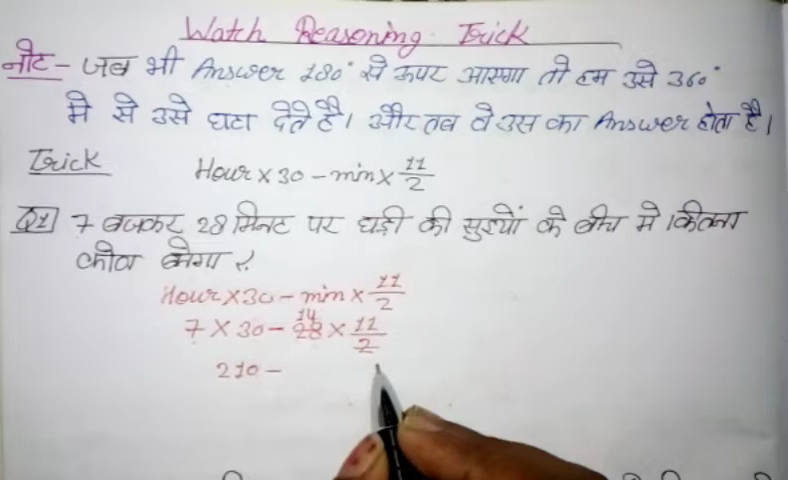 Watch Reasoning Trick
नोट - जब भी Answer 180° से ऊपर आएगा तो हम उसे 360°
मे से उसे घटा देते है। और तब वे उस का Answer होता है।
Trick Hour × 30 - min × 11/2
Q1 7 बजकर 28 मिनट पर घड़ी की सुइयों के बीच मे कितना
कोण बनेगा?
Hour × 30 - min × 11/2
14
7 × 30 - 28 × 11/2
210 -